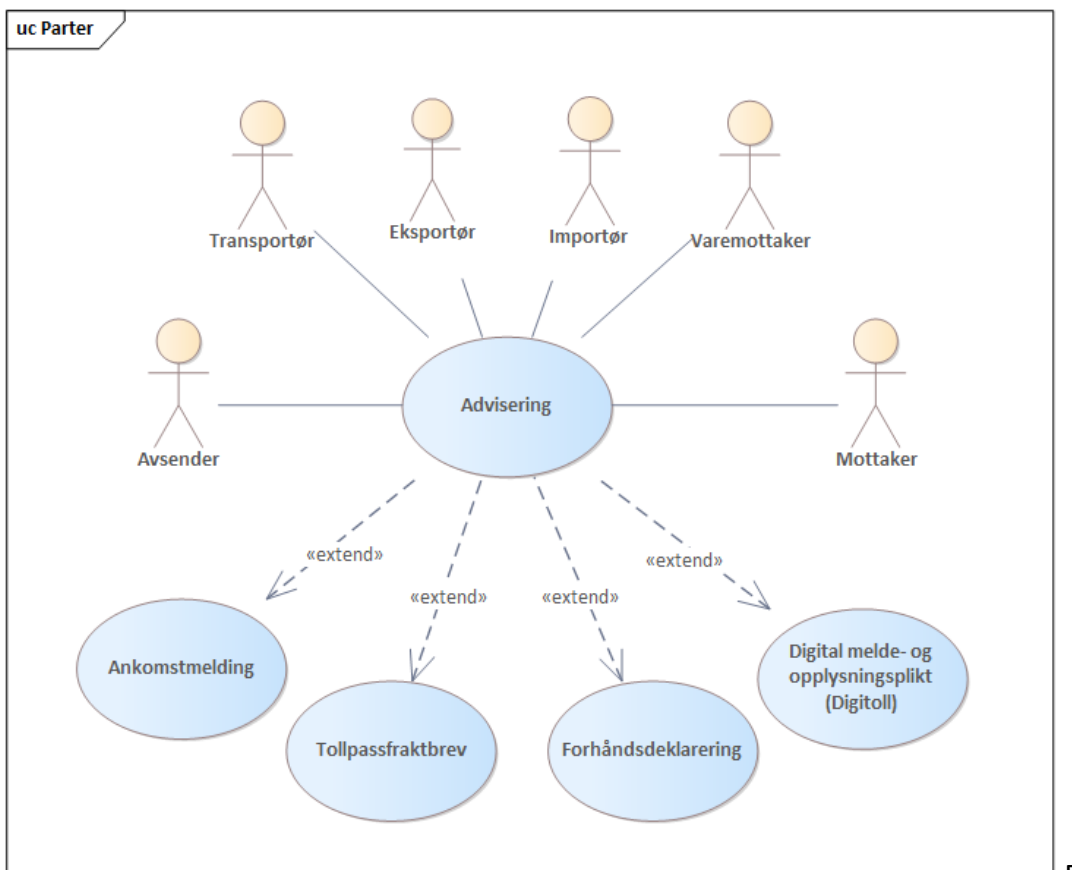 uc Parter
Transportør
Eksportør
Importør
Varemottaker
Avsender
Advisering
Mottaker
«extend»
«extend»
«extend»
«extend»
Ankomstmelding
Tollpassfraktbrev
Forhåndsdeklarering
Digital melde- og
opplysningsplikt
(Digitoll)